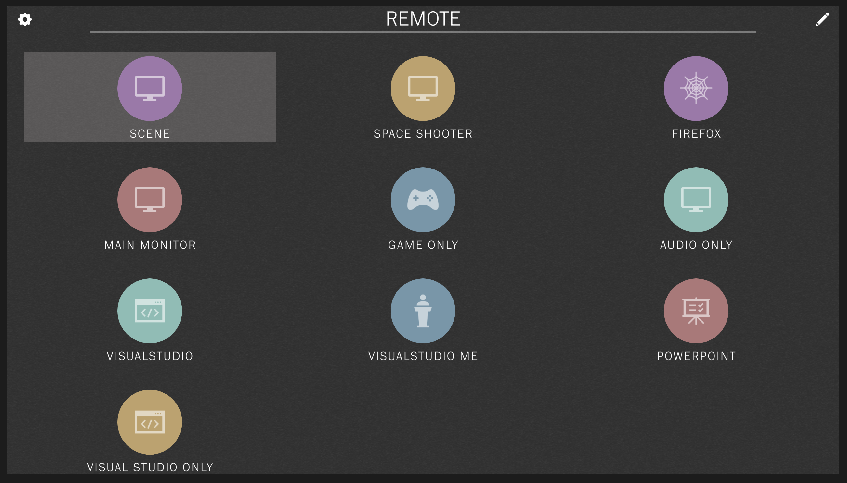 REMOTE
SCENE
SPACE SHOOTER
FIREFOX
MAIN MONITOR
GAME ONLY
AUDIO ONLY
VISUALSTUDIO
VISUALSTUDIO ME
POWERPOINT
VISUAL STUDIO ONLY